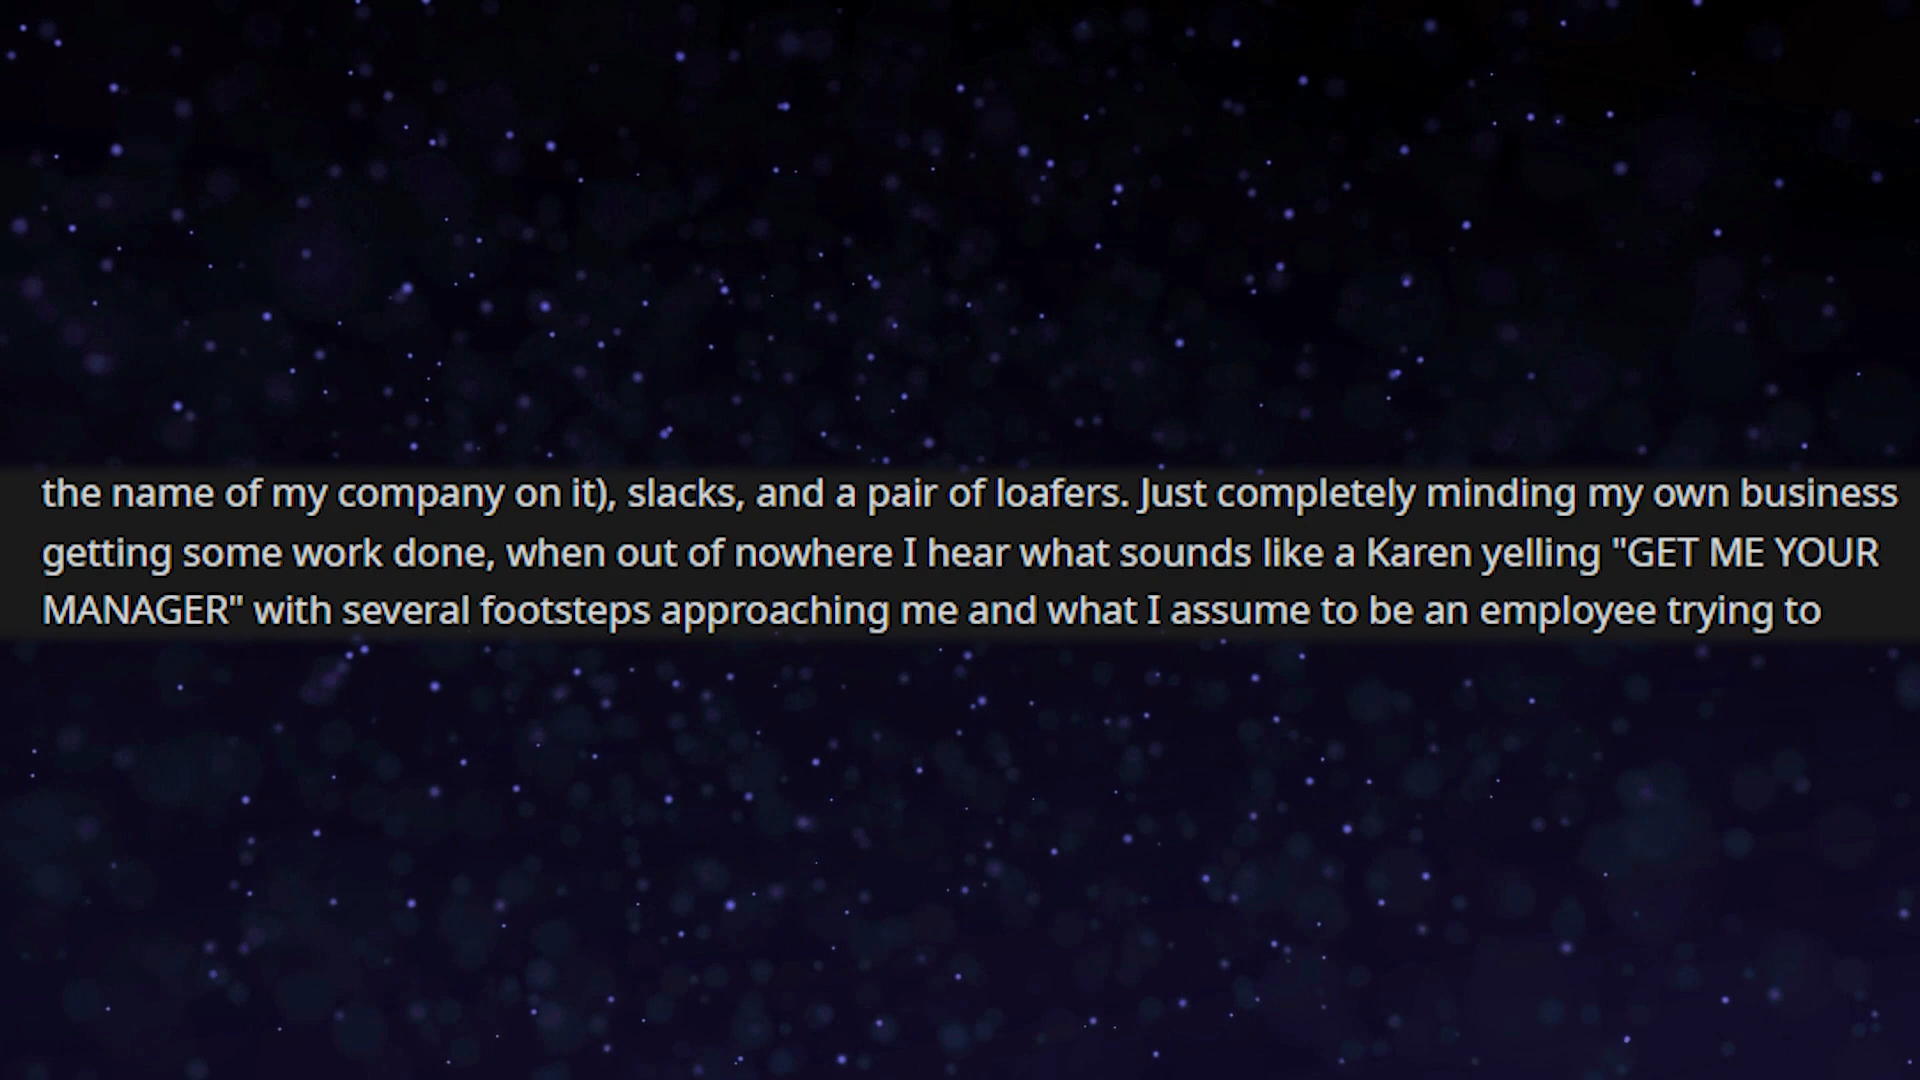 the name of my company on it), slacks, and a pair of loafers. Just completely minding my own business
getting some work done, when out of nowhere I hear what sounds like a Karen yelling "GET ME YOUR
MANAGER" with several footsteps approaching me and what I assume to be an employee trying to